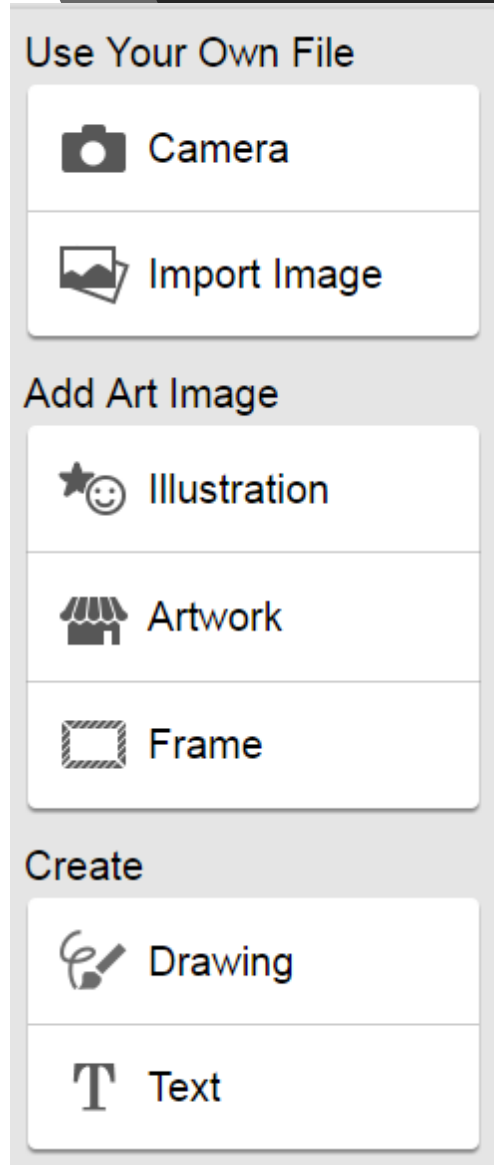 Use Your Own File
Camera
Import Image
Add Art Image
Illustration
Artwork
Frame
Create
Drawing
Text